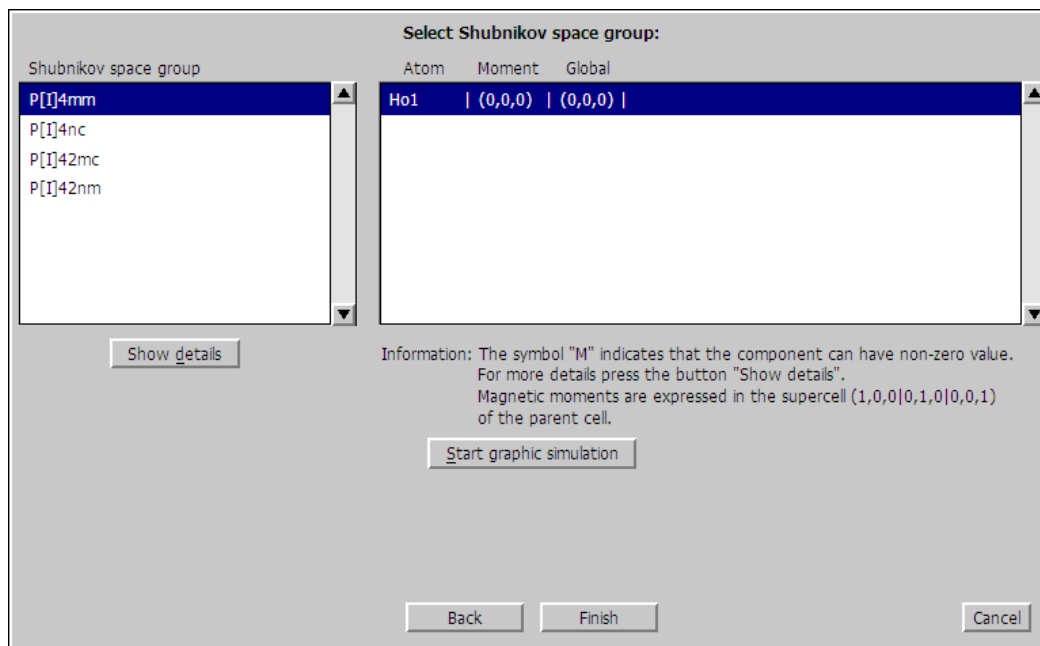 Select Shubnikov space group:
Shubnikov space group
Atom Moment Global
P[I]4mm
P[I]4nc
P[I]42mc
P[I]42nm
Ho1 | (0,0,0) | (0,0,0) |
Show details
Information: The symbol "M" indicates that the component can have non-zero value.
For more details press the button "Show details".
Magnetic moments are expressed in the supercell (1,0,0|0,1,0|0,0,1)
of the parent cell.
Start graphic simulation
Back Finish Cancel